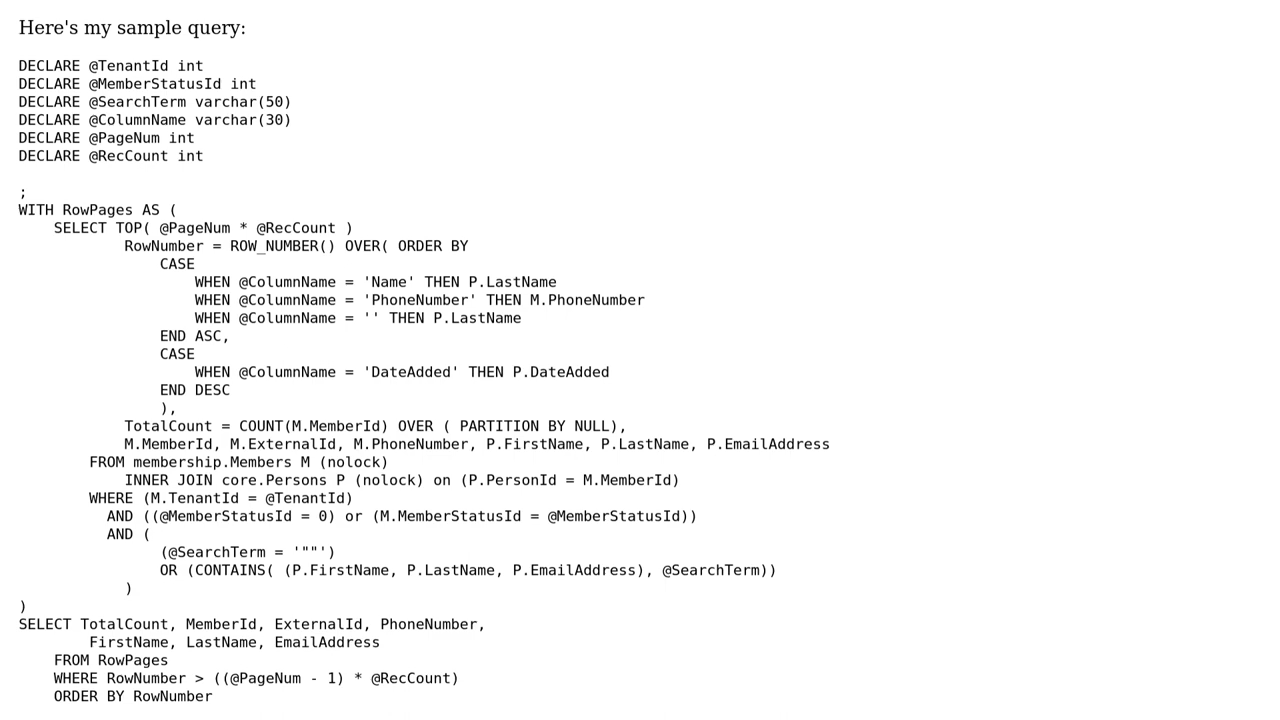 Here's my sample query:
DECLARE @TenantId int
DECLARE @MemberStatusId int
DECLARE @SearchTerm varchar(50)
DECLARE @ColumnName varchar(30)
DECLARE @PageNum int
DECLARE @RecCount int
;
WITH RowPages AS (
    SELECT TOP( @PageNum * @RecCount )
            RowNumber = ROW_NUMBER() OVER( ORDER BY
                CASE
                    WHEN @ColumnName = 'Name' THEN P.LastName
                    WHEN @ColumnName = 'PhoneNumber' THEN M.PhoneNumber
                    WHEN @ColumnName = '' THEN P.LastName
                END ASC,
                CASE
                    WHEN @ColumnName = 'DateAdded' THEN P.DateAdded
                END DESC
                ),
            TotalCount = COUNT(M.MemberId) OVER ( PARTITION BY NULL),
            M.MemberId, M.ExternalId, M.PhoneNumber, P.FirstName, P.LastName, P.EmailAddress
        FROM membership.Members M (nolock)
            INNER JOIN core.Persons P (nolock) on (P.PersonId = M.MemberId)
        WHERE (M.TenantId = @TenantId)
          AND ((@MemberStatusId = 0) or (M.MemberStatusId = @MemberStatusId))
          AND (
                (@SearchTerm = '""')
                OR (CONTAINS( (P.FirstName, P.LastName, P.EmailAddress), @SearchTerm))
            )
)
SELECT TotalCount, MemberId, ExternalId, PhoneNumber,
        FirstName, LastName, EmailAddress
    FROM RowPages
    WHERE RowNumber > ((@PageNum - 1) * @RecCount)
    ORDER BY RowNumber